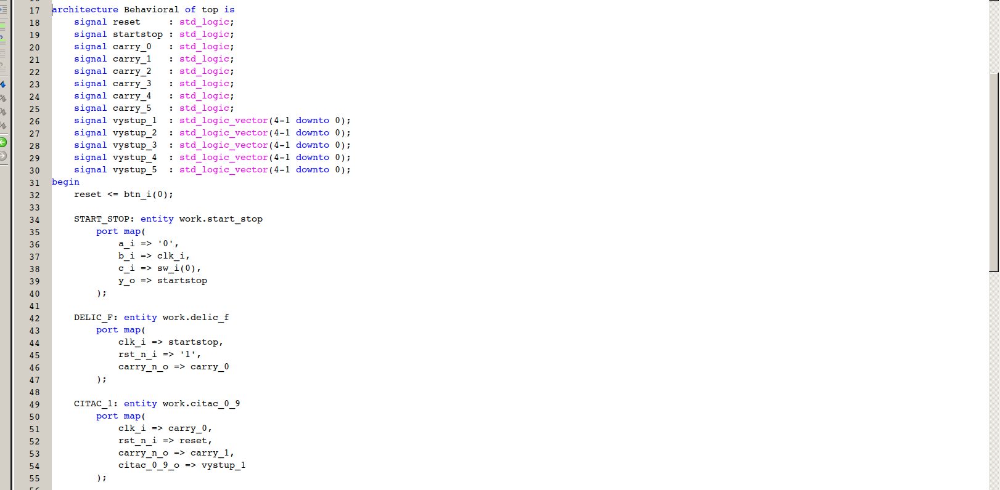 17 architecture Behavioral of top is
18 signal reset : std_logic;
19 signal startstop : std_logic;
20 signal carry_0 : std_logic;
21 signal carry_1 : std_logic;
22 signal carry_2 : std_logic;
23 signal carry_3 : std_logic;
24 signal carry_4 : std_logic;
25 signal carry_5 : std_logic;
26 signal vystup_1 : std_logic_vector(4-1 downto 0);
27 signal vystup_2 : std_logic_vector(4-1 downto 0);
28 signal vystup_3 : std_logic_vector(4-1 downto 0);
29 signal vystup_4 : std_logic_vector(4-1 downto 0);
30 signal vystup_5 : std_logic_vector(4-1 downto 0);
31 begin
32 reset <= btn_i(0);
33
34 START_STOP: entity work.start_stop
35 port map(
36 a_i => '0',
37 b_i => clk_i,
38 c_i => sw_i(0),
39 y_o => startstop
40 );
41
42 DELIC_F: entity work.delic_f
43 port map(
44 clk_i => startstop,
45 rst_n_i => '1',
46 carry_n_o => carry_0
47 );
48
49 CITAC_1: entity work.citac_0_9
50 port map(
51 clk_i => carry_0,
52 rst_n_i => reset,
53 carry_n_o => carry_1,
54 citac_0_9_o => vystup_1
55 );